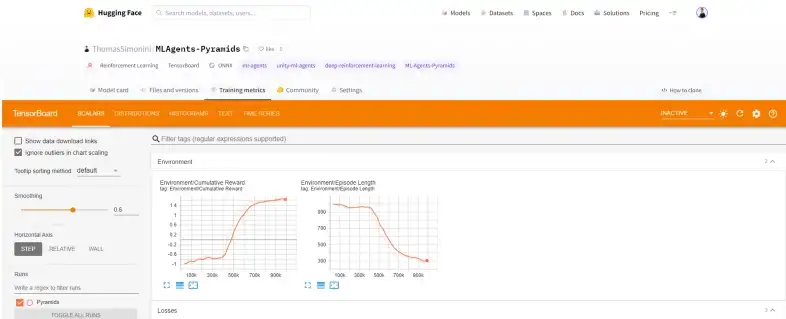 Hugging Face
Search models, datasets, users...
Models
Datasets
Spaces
Docs
Solutions
Pricing
ThomasSimonini/MLAgents-Pyramids
like
Reinforcement Learning
TensorBoard
ONNX
ml-agents
unity-ml-agents
deep-reinforcement-learning
ML-Agents-Pyramids
Model card
Files and versions
Training metrics
Community
Settings
</> How to clone
TensorBoard
SCALARS
DISTRIBUTIONS
HISTOGRAMS
TEXT
TIME SERIES
INACTIVE
Show data download links
Ignore outliers in chart scaling
Tooltip sorting method: default
Smoothing
0.6
Horizontal Axis
STEP
RELATIVE
WALL
Runs
Write a regex to filter runs
Pyramids
TOGGLE ALL RUNS
Filter tags (regular expressions supported)
Environment
Environment/Cumulative Reward
tag: Environment/Cumulative Reward
1.4
1
0.6
0.2
-0.2
-0.6
-1
100k 300k 500k 700k 900k
Environment/Episode Length
tag: Environment/Episode Length
900
700
500
300
100k 300k 500k 700k 900k
Losses